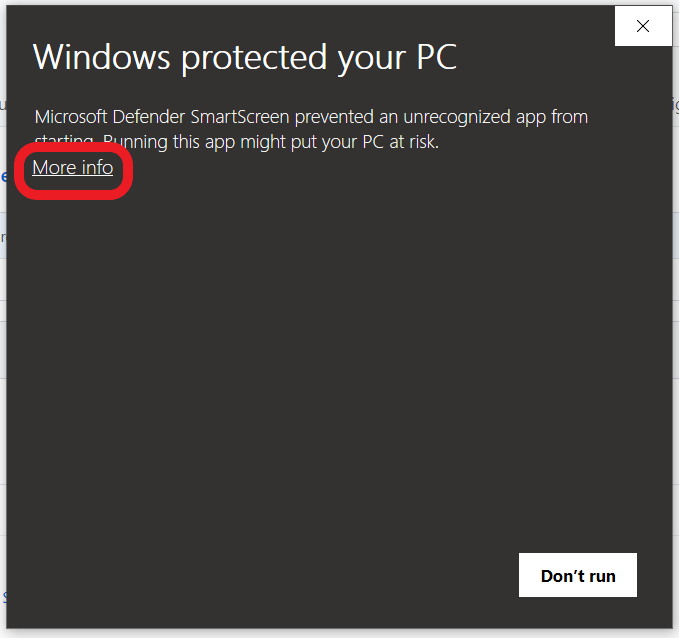 Windows protected your PC
Microsoft Defender SmartScreen prevented an unrecognized app from
starting. Running this app might put your PC at risk.
More info
Don't run